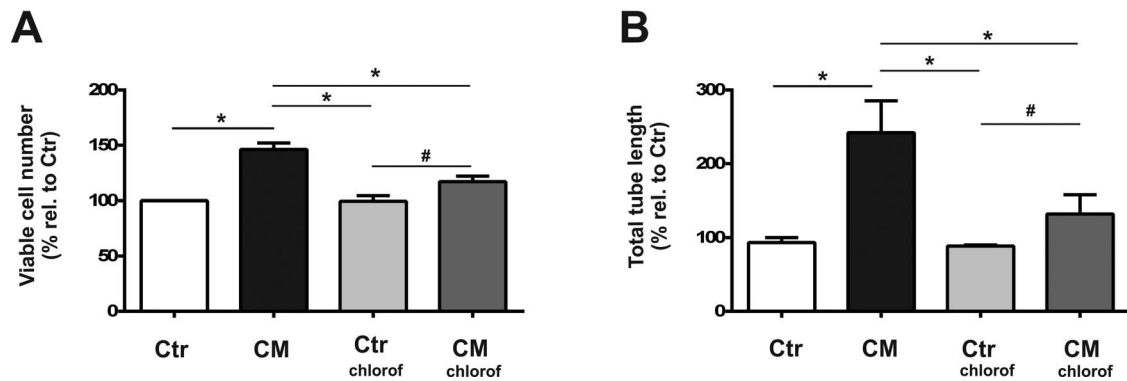 A
Viable cell number
(% rel. to Ctr)
200
150
100
50
0
*
*
*
#
Ctr
CM
Ctr
chlorof
CM
chlorof
B
Total tube length
(% rel. to Ctr)
300
200
100
0
*
*
*
#
Ctr
CM
Ctr
chlorof
CM
chlorof